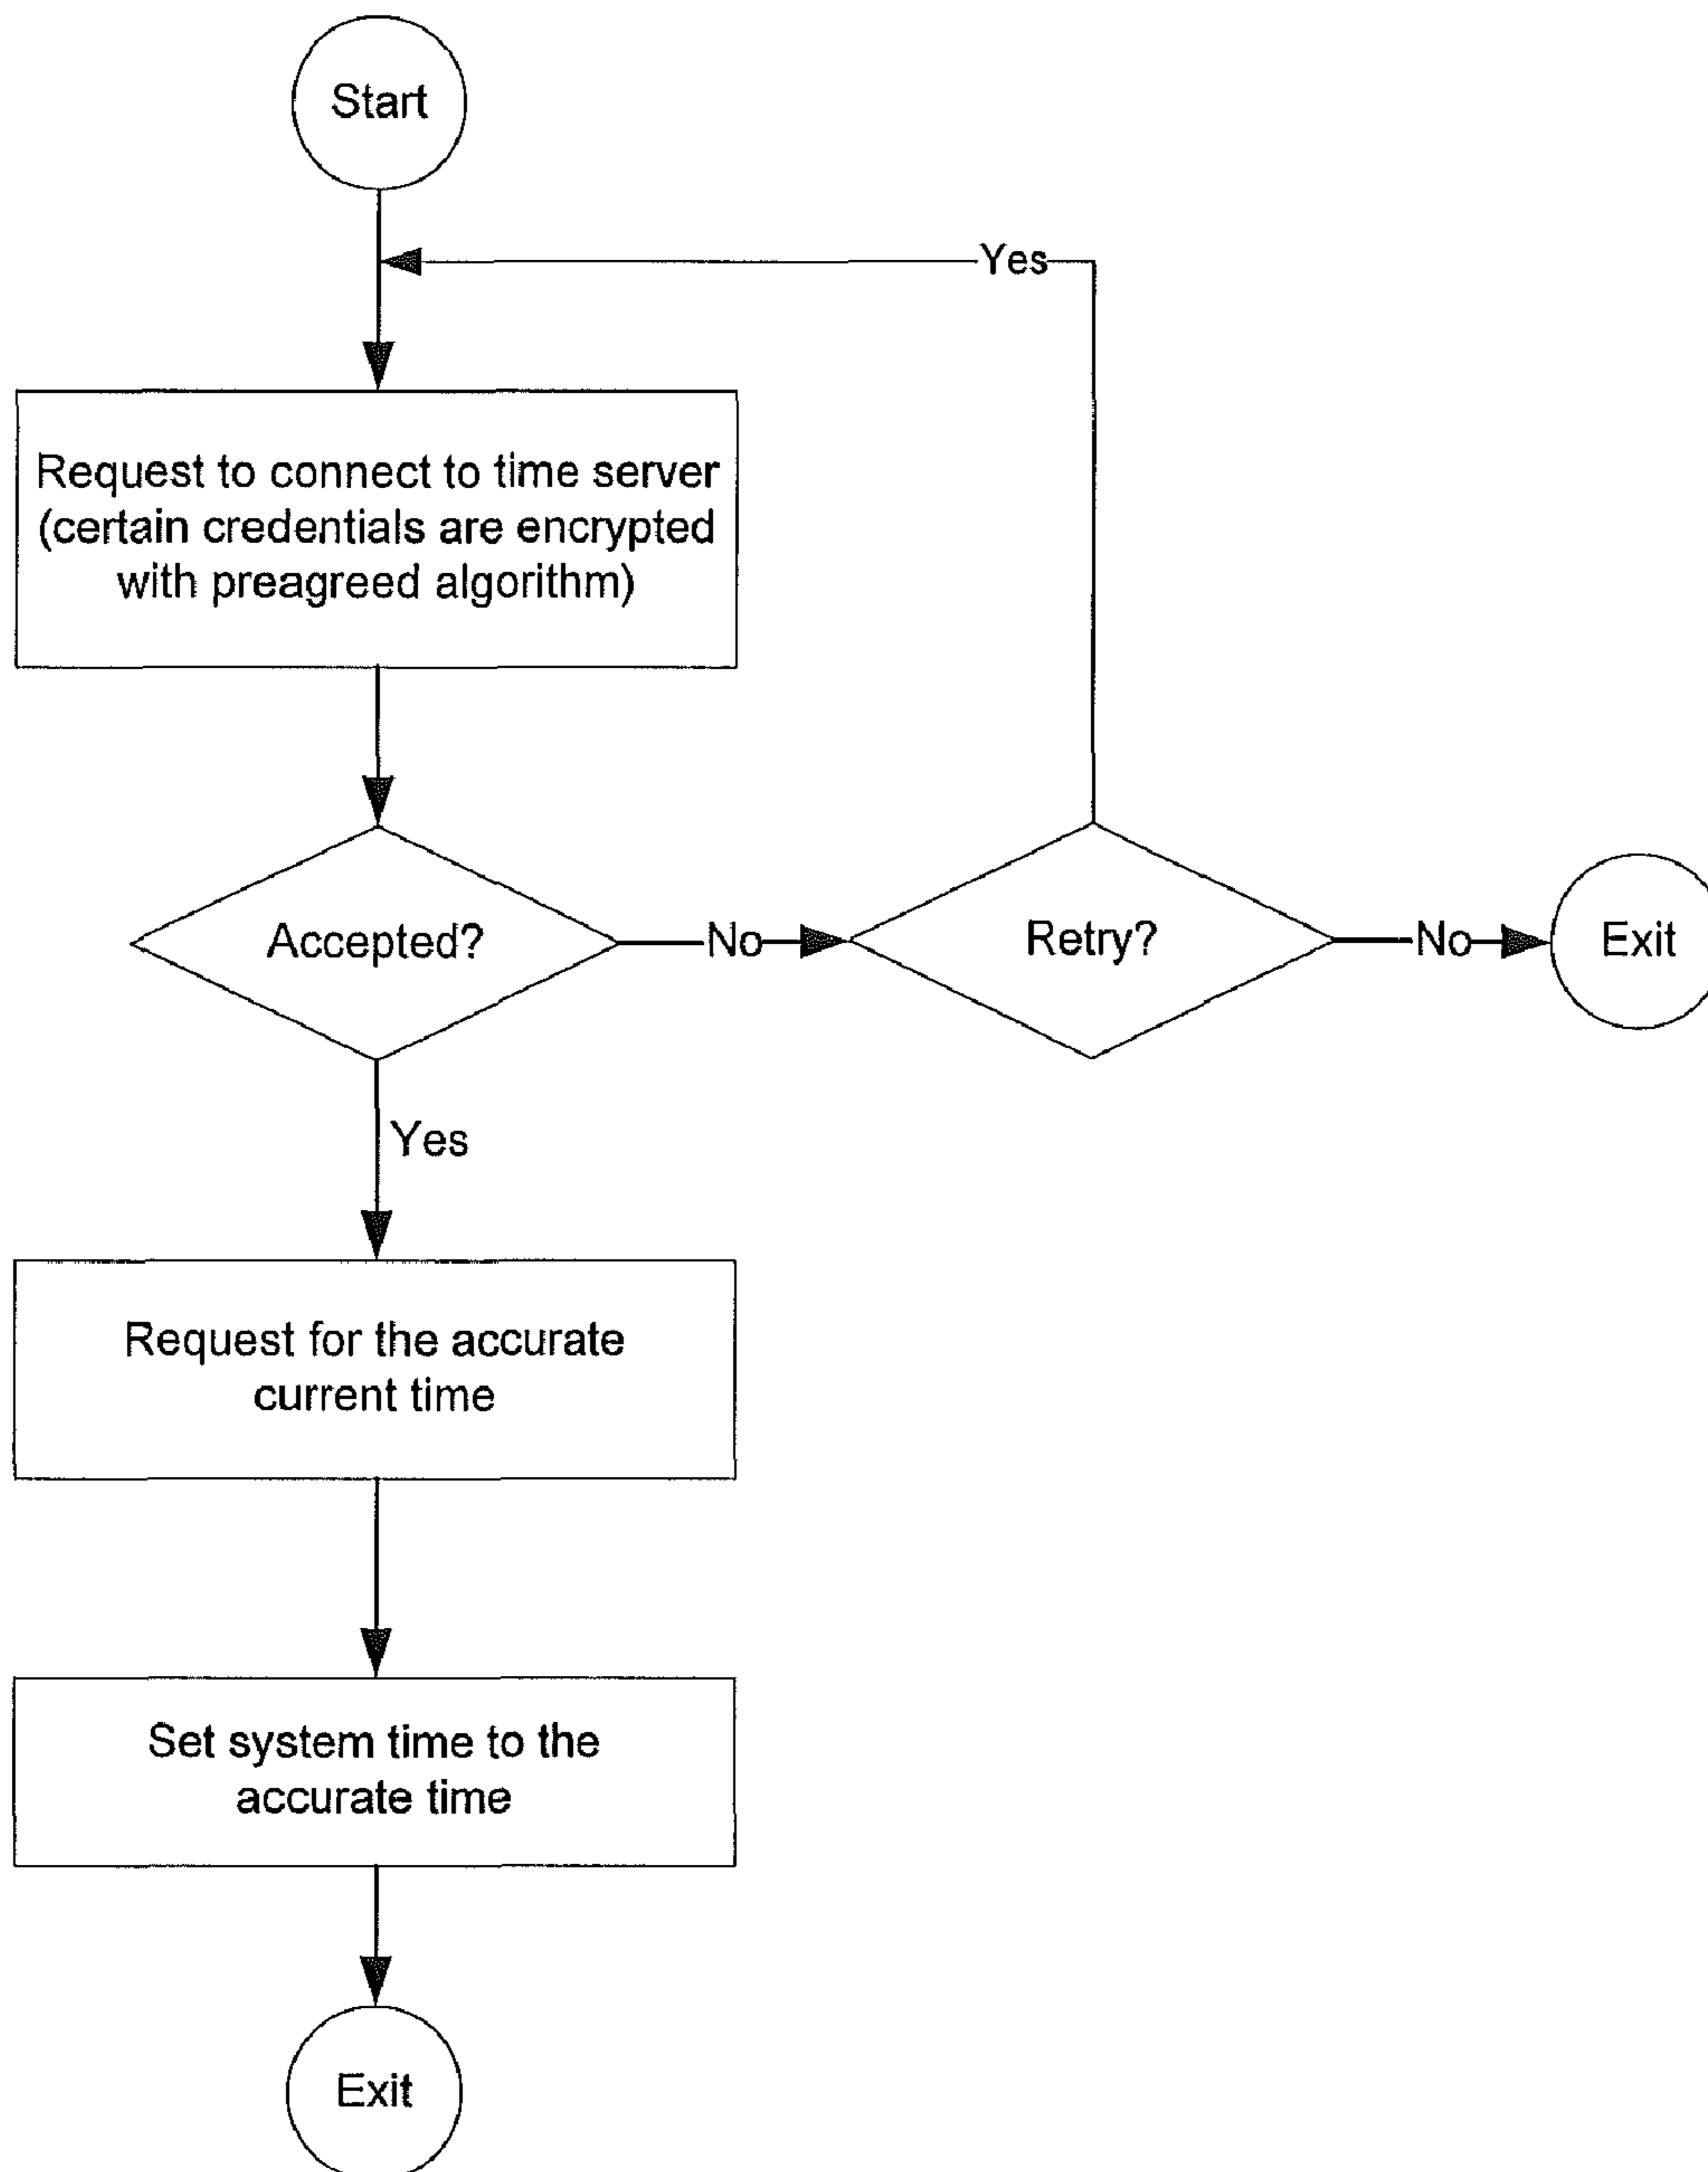 Start
Yes
Request to connect to time server
(certain credentials are encrypted
with preagreed algorithm)
Accepted?
No
Retry?
No
Exit
Yes
Request for the accurate
current time
Set system time to the
accurate time
Exit